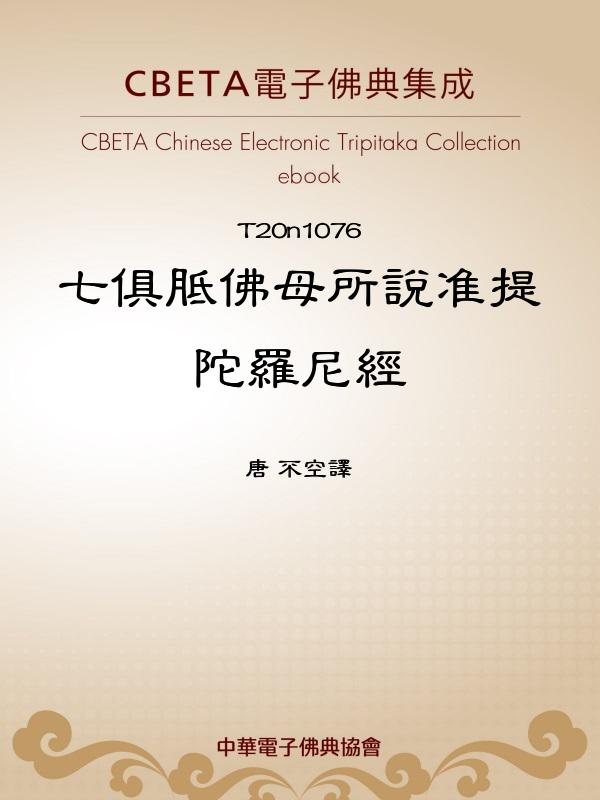 CBETA電子佛典集成
CBETA Chinese Electronic Tripitaka Collection
ebook
T20n1076
七俱胝佛母所說准提
陀羅尼經
唐 不空譯
中華電子佛典協會